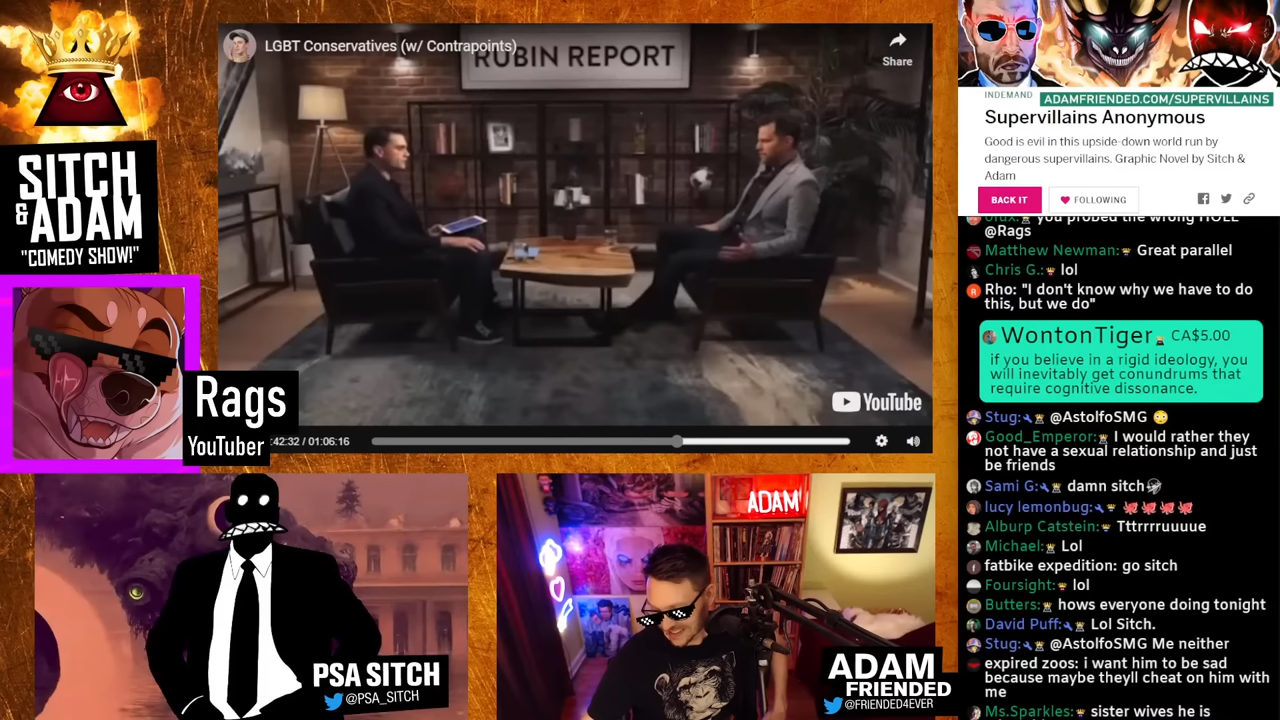 SITCH
& ADAM
"COMEDY SHOW!"
LGBT Conservatives (w/ Contrapoints)
Share
RUBIN REPORT
YouTube
:42:32 / 01:06:16
Rags
YouTuber
PSA SITCH
@PSA_SITCH
ADAM
ADAM
FRIENDED
@FRIENDED4EVER
INDEMAND
ADAMFRIENDED.COM/SUPERVILLAINS
Supervillains Anonymous
Good is evil in this upside-down world run by
dangerous supervillains. Graphic Novel by Sitch &
Adam
BACK IT
FOLLOWING
you probed the wrong HOLE
@Rags
Matthew Newman: Great parallel
Chris G.: lol
Rho: "I don't know why we have to do
this, but we do"
WontonTiger CA$5.00
if you believe in a rigid ideology, you
will inevitably get conundrums that
require cognitive dissonance.
Stug: @AstolfoSMG 😳
Good_Emperor: I would rather they
not have a sexual relationship and just
be friends
Sami G: damn sitch
lucy lemonbug: 🐙🐙🐙🐙
Alburp Catstein: Tttrrrruuuue
Michael: Lol
fatbike expedition: go sitch
Foursight: lol
Butters: hows everyone doing tonight
David Puff: Lol Sitch.
Stug: @AstolfoSMG Me neither
expired zoos: i want him to be sad
because maybe theyll cheat on him with
me
Ms.Sparkles: sister wives he is